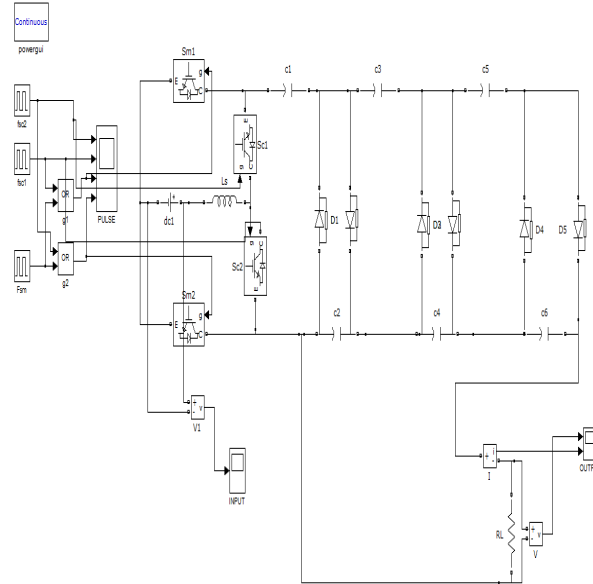 Continuous
powergui
Sm1
E
g
C
c1
c3
c5
fsc2
fsc1
OR
g1
PULSE
E
g
C
Sc1
Ls
+
dc1
D1
D4
D5
OR
g2
Fsm
g
C
E
Sc2
Sm2
E
g
C
c2
c4
c6
+
-
v
V1
INPUT
+
-
i
I
OUTP
RL
+
-
v
V